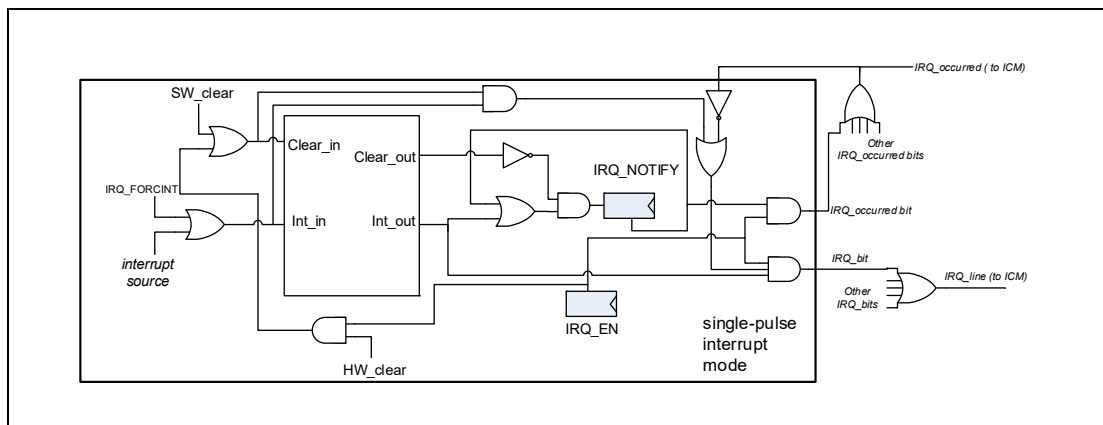 IRQ_occurred ( to ICM)
SW_clear
Other
IRQ_occurred bits
Clear_in
Clear_out
IRQ_NOTIFY
IRQ_FORCINT
Int_in
Int_out
IRQ_occurred bit
interrupt
source
IRQ_bit
IRQ_line (to ICM)
Other
IRQ_bits
IRQ_EN
single-pulse
interrupt
mode
HW_clear